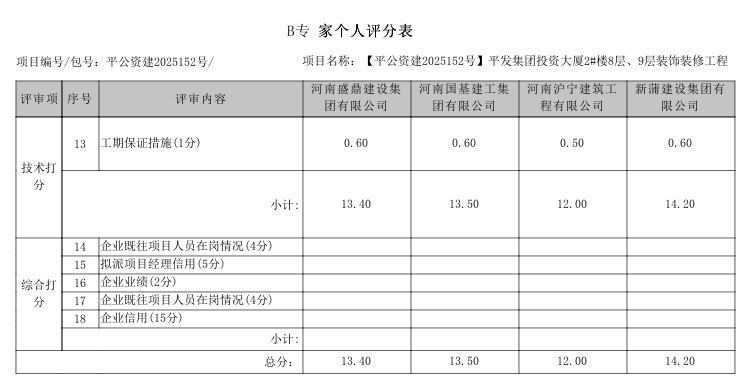 B专 家个人评分表
项目编号/包号: 平公资建2025152号/ 项目名称: 【平公资建2025152号】平发集团投资大厦2#楼8层、9层装饰装修工程
评审项 序号 评审内容 河南盛鼎建设集团有限公司 河南国基建工集团有限公司 河南沪宁建筑工程有限公司 新蒲建设集团有限公司
技术打分
13 工期保证措施(1分) 0.60 0.60 0.50 0.60
小计: 13.40 13.50 12.00 14.20
综合打分
14 企业既往项目人员在岗情况(4分)
15 拟派项目经理信用(5分)
16 企业业绩(2分)
17 企业既往项目人员在岗情况(4分)
18 企业信用(15分)
小计:
总分: 13.40 13.50 12.00 14.20